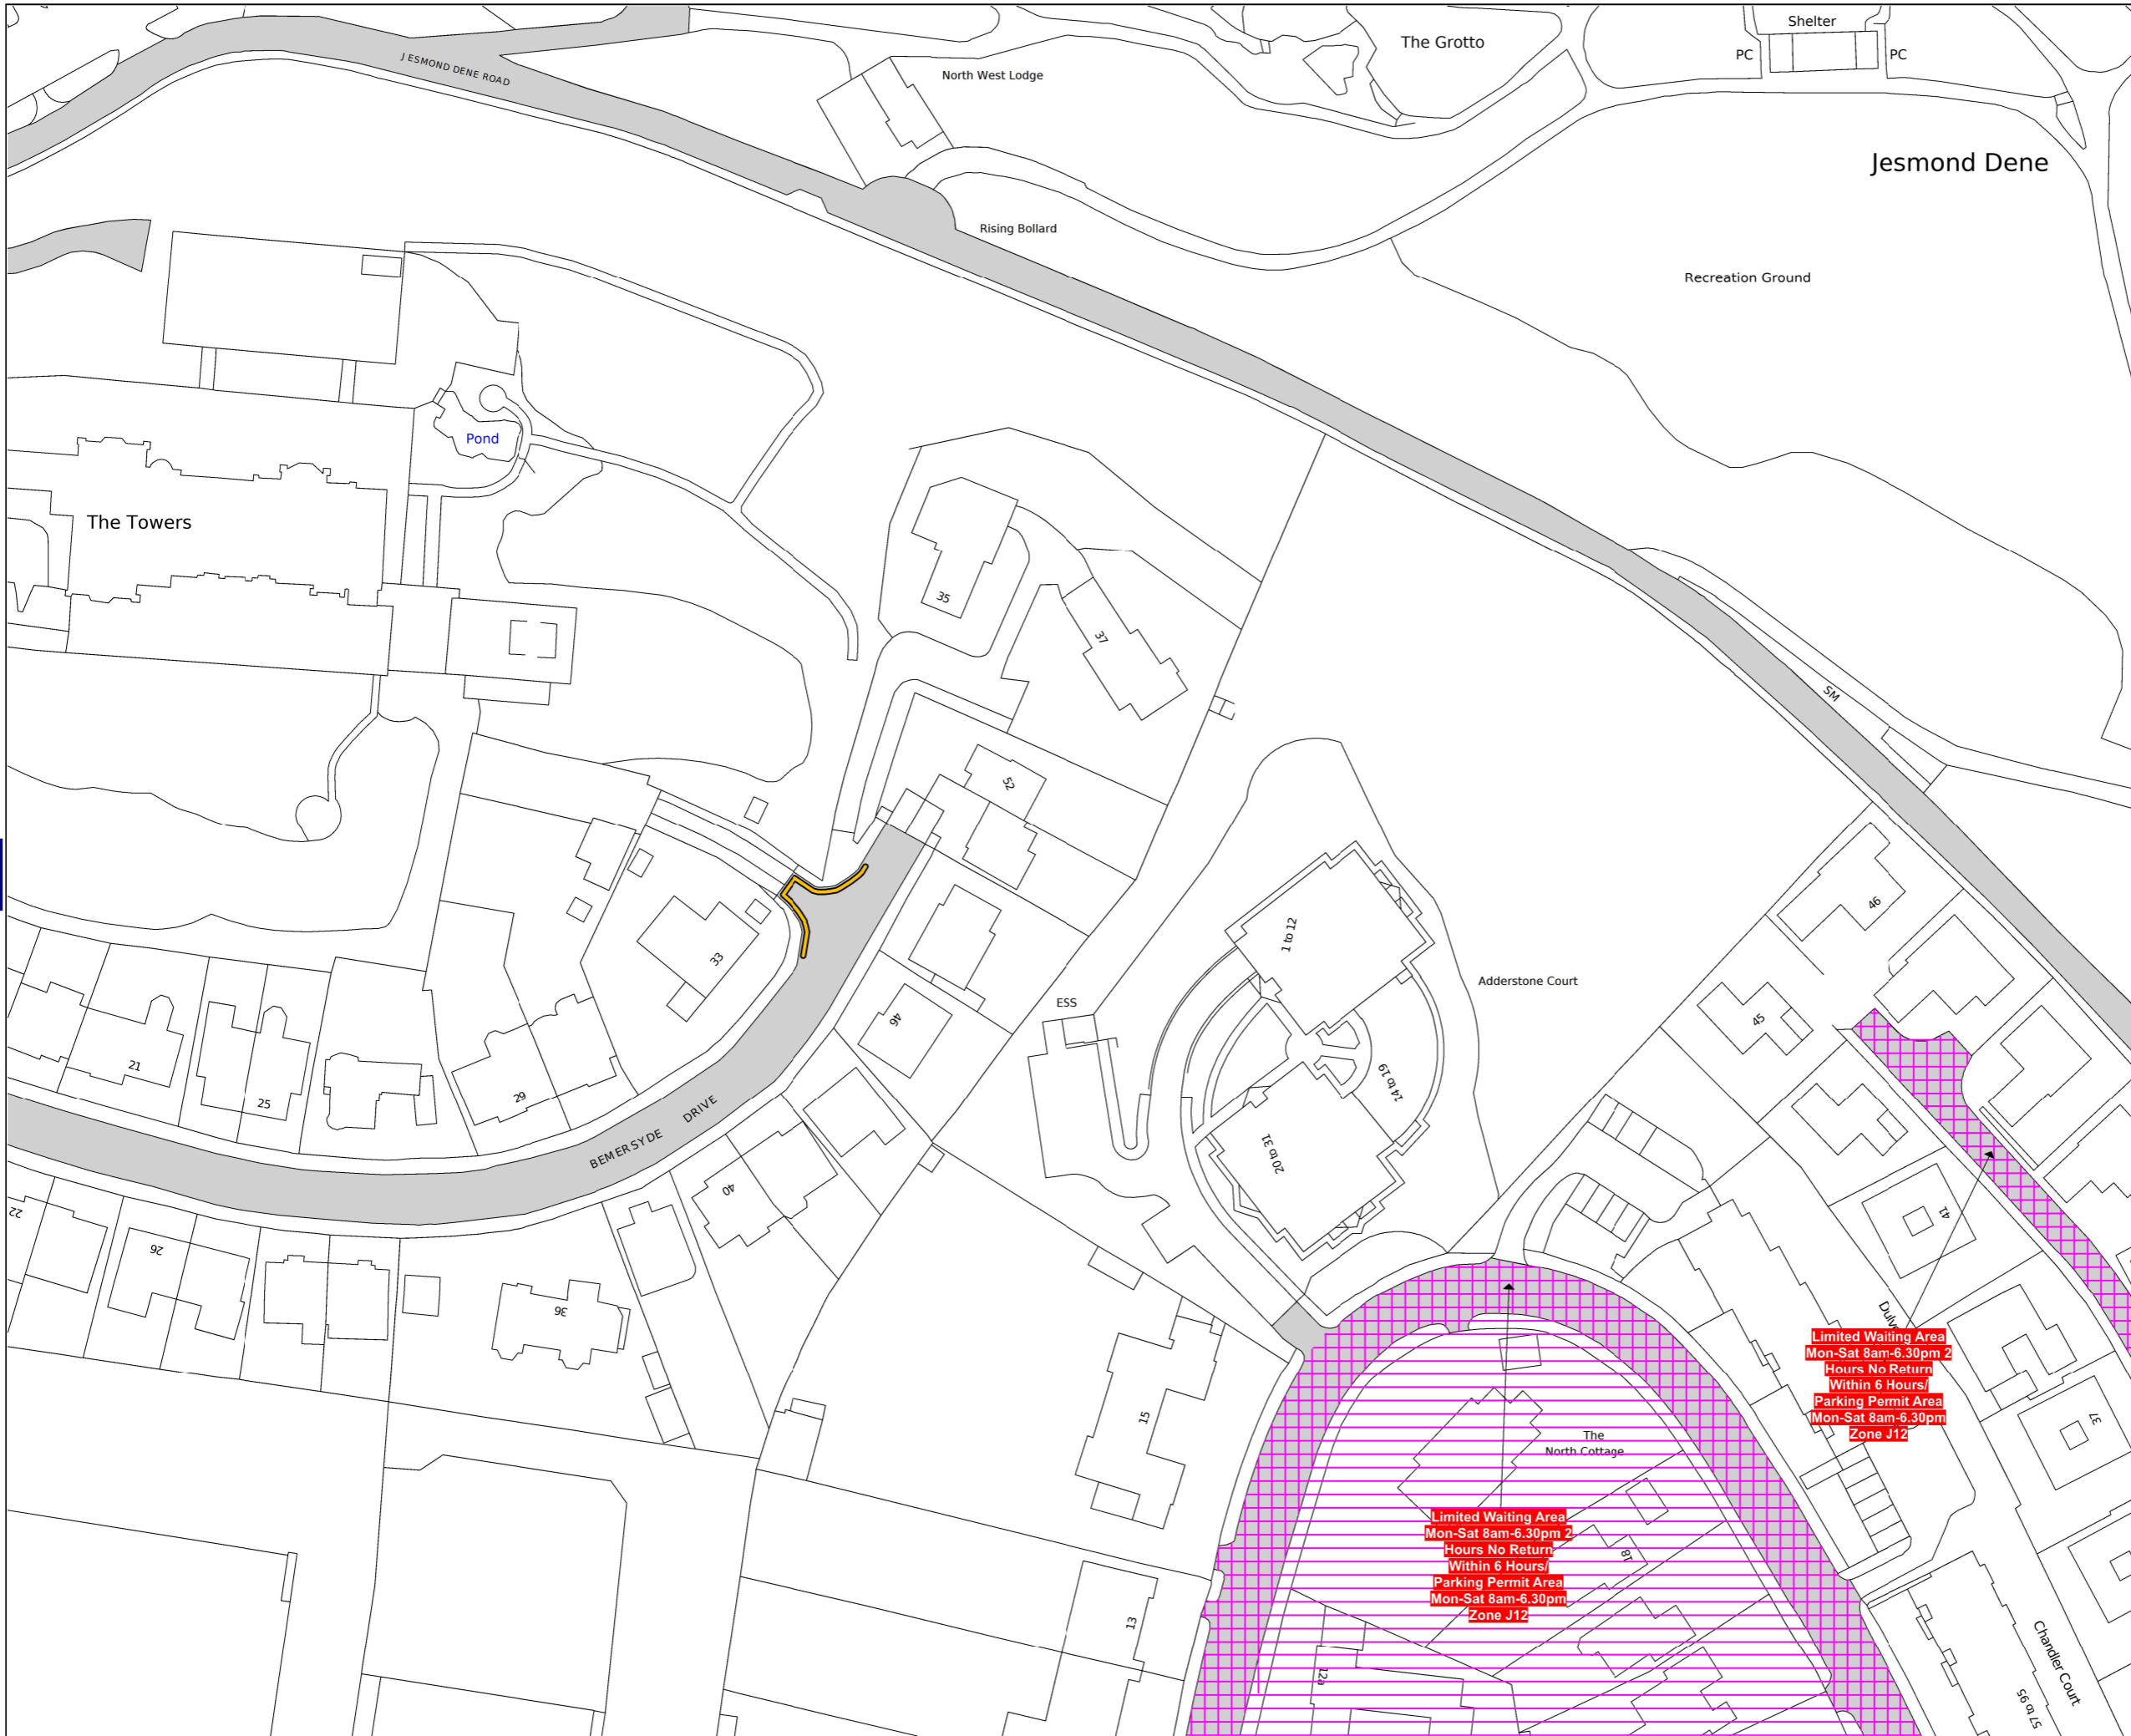 Shelter
PC
PC
The Grotto
JESMOND DENE ROAD
North West Lodge
Jesmond Dene
Rising Bollard
Recreation Ground
Pond
The Towers
35
37
SM
52
33
46
1 to 12
Adderstone Court
46
45
ESS
14 to 19
20 to 31
21
25
29
BEMERSYDE DRIVE
40
22
26
36
41
Limited Waiting Area
Mon-Sat 8am-6.30pm 2
Hours No Return
Within 6 Hours/
Parking Permit Area
Mon-Sat 8am-6.30pm
Zone J12
37
15
The
North Cottage
Limited Waiting Area
Mon-Sat 8am-6.30pm 2
Hours No Return
Within 6 Hours/
Parking Permit Area
Mon-Sat 8am-6.30pm
Zone J12
18
13
12a
Chandler Court
57 to 95